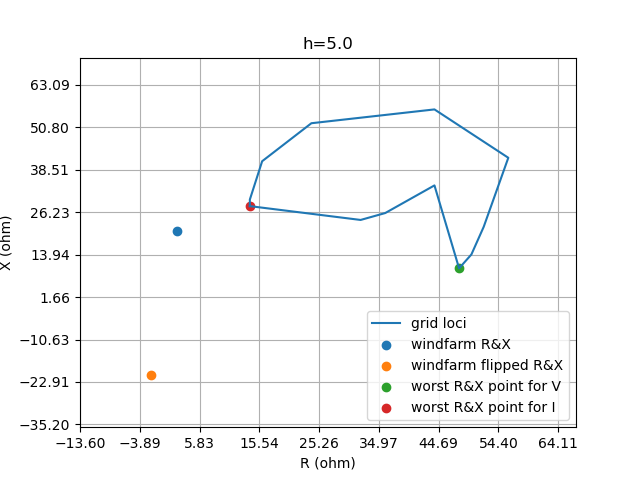 h=5.0
63.09
50.80
38.51
26.23
13.94
1.66
−10.63
−22.91
−35.20
X (ohm)
grid loci
windfarm R&X
windfarm flipped R&X
worst R&X point for V
worst R&X point for I
−13.60 −3.89 5.83 15.54 25.26 34.97 44.69 54.40 64.11
R (ohm)